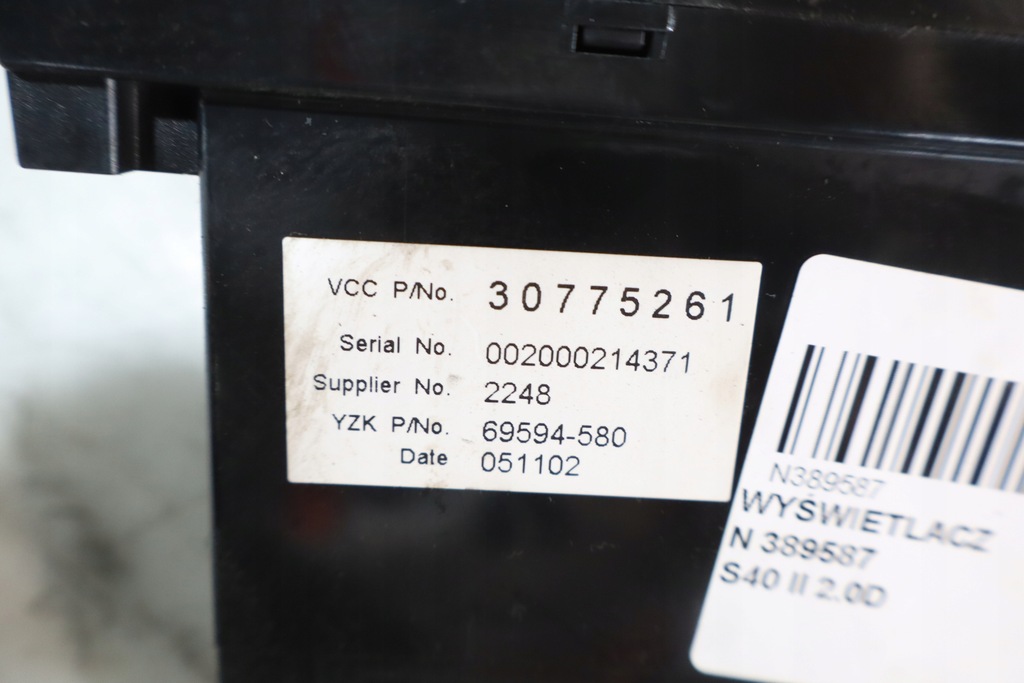 VCC P/No. 30775261
Serial No. 002000214371
Supplier No. 2248
YZK P/No. 69594-580
Date 051102
N389587
WYŚWIETLACZ
N 389587
S40 II 2.0D